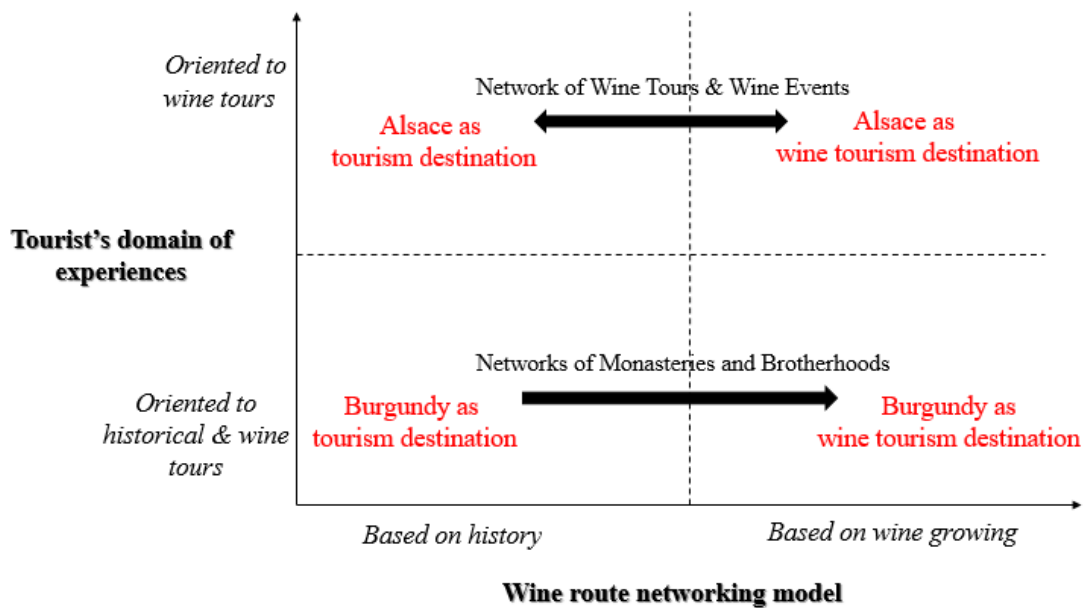 Oriented to
wine tours
Network of Wine Tours & Wine Events
Alsace as
tourism destination
Alsace as
wine tourism destination
Tourist’s domain of
experiences
Networks of Monasteries and Brotherhoods
Oriented to
historical & wine
tours
Burgundy as
tourism destination
Burgundy as
wine tourism destination
Based on history
Based on wine growing
Wine route networking model